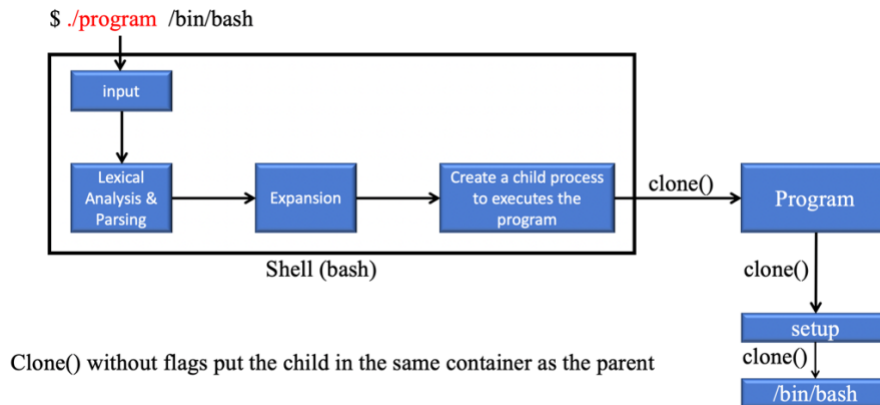 $ ./program /bin/bash
input
Lexical
Analysis &
Parsing
Expansion
Create a child process
to executes the
program
clone()
Program
Shell (bash)
clone()
setup
Clone() without flags put the child in the same container as the parent
clone()
/bin/bash